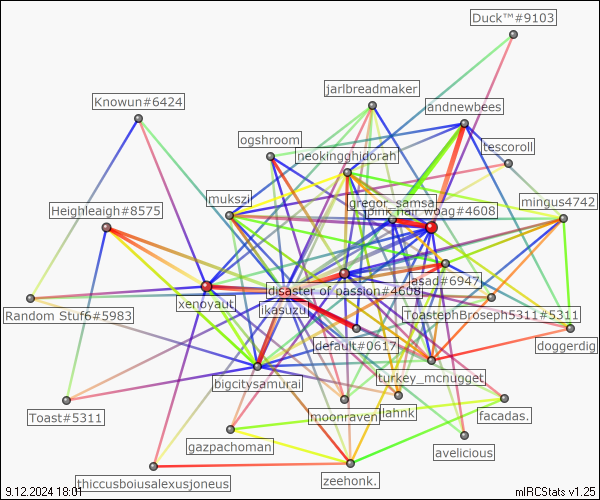 Duck™#9103
jarlbreadmaker
Knowun#6424
andnewbees
ogshroom
tescoroll
neokingghidorah
mukszi
gregor_samsa
mingus4742
Heighleaigh#8575
pink hair woag#4608
asad#6947
disaster of passion#4608
xenoyaut
ikasuzu
Random Stuf6#5983
ToastephBroseph5311#5311
default#0617
doggerdig
turkey_mcnugget
bigcitysamurai
Toast#5311
moonraven
llahnk
facadas.
gazpachoman
avelicious
thiccusboiusalexusjoneus
zeehonk.
9.12.2024 18:01
mIRCStats v1.25